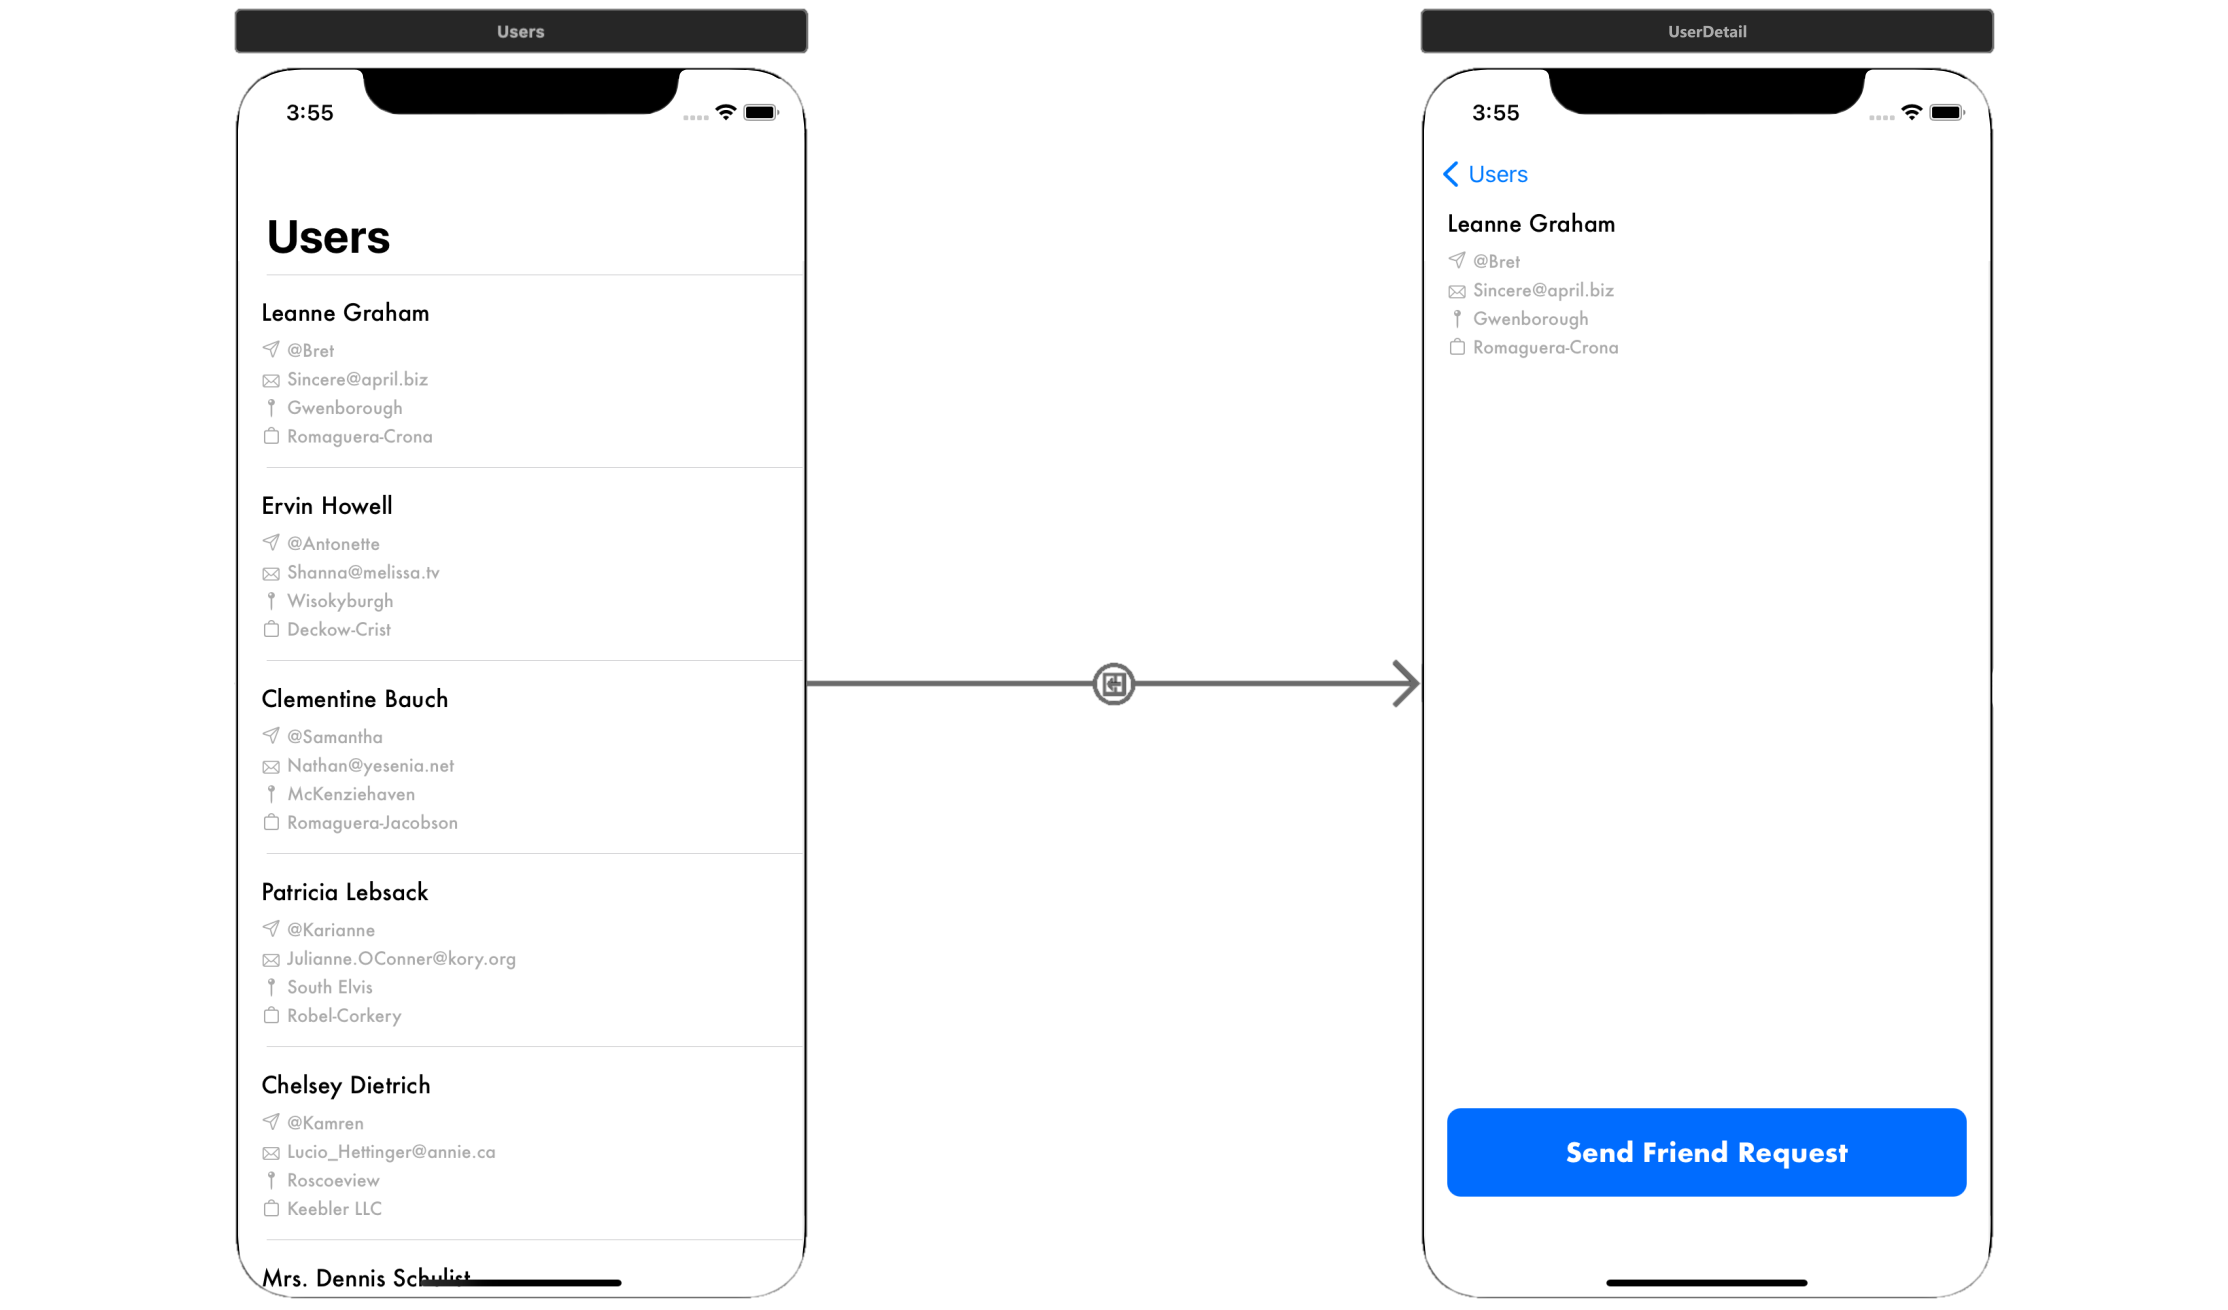 Users
3:55
Users
Leanne Graham
@Bret
Sincere@april.biz
Gwenborough
Romaguera-Crona
Ervin Howell
@Antonette
Shanna@melissa.tv
Wisokyburgh
Deckow-Crist
Clementine Bauch
@Samantha
Nathan@yesenia.net
McKenziehaven
Romaguera-Jacobson
Patricia Lebsack
@Karianne
Julianne.OConner@kory.org
South Elvis
Robel-Corkery
Chelsey Dietrich
@Kamren
Lucio_Hettinger@annie.ca
Roscoeview
Keebler LLC
Mrs. Dennis Schulist
UserDetail
3:55
Users
Leanne Graham
@Bret
Sincere@april.biz
Gwenborough
Romaguera-Crona
Send Friend Request